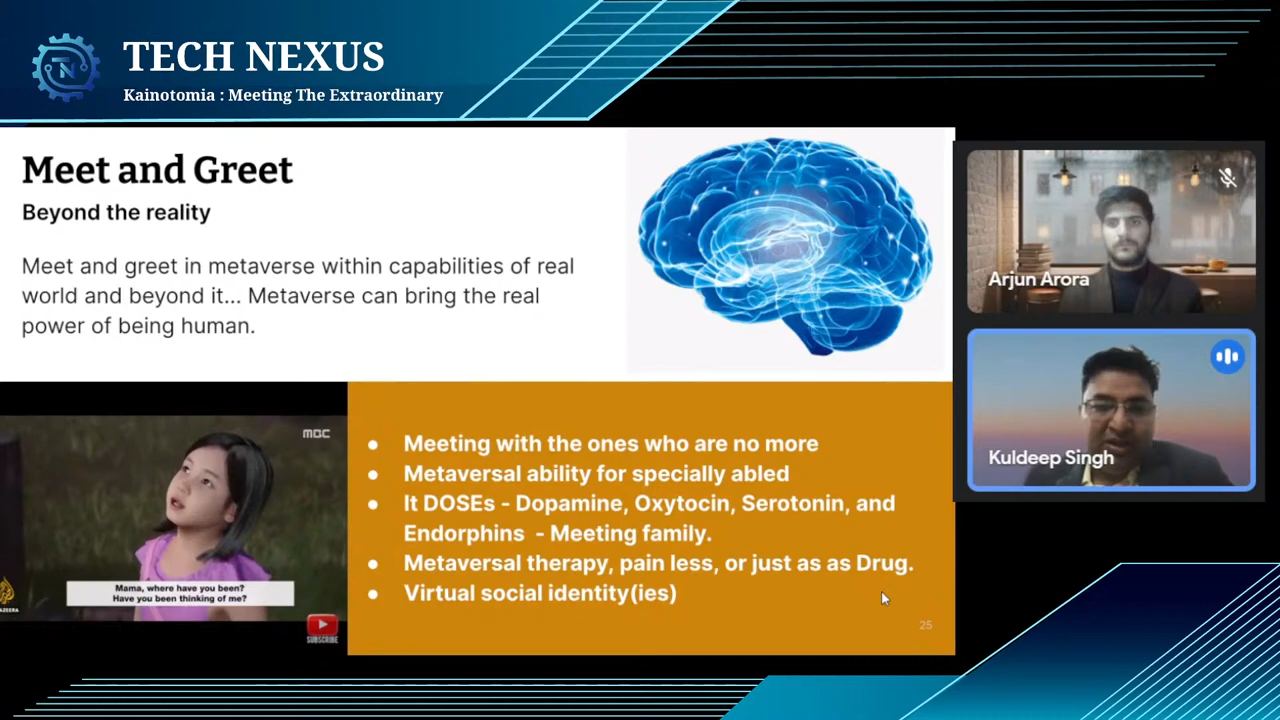 TN
TECH NEXUS
Kainotomia : Meeting The Extraordinary
Meet and Greet
Beyond the reality
Meet and greet in metaverse within capabilities of real
world and beyond it... Metaverse can bring the real
power of being human.
Arjun Arora
Kuldeep Singh
mbc
Mama, where have you been?
Have you been thinking of me?
AZEERA
SUBSCRIBE
● Meeting with the ones who are no more
● Metaversal ability for specially abled
● It DOSEs - Dopamine, Oxytocin, Serotonin, and
Endorphins - Meeting family.
● Metaversal therapy, pain less, or just as as Drug.
● Virtual social identity(ies)
25